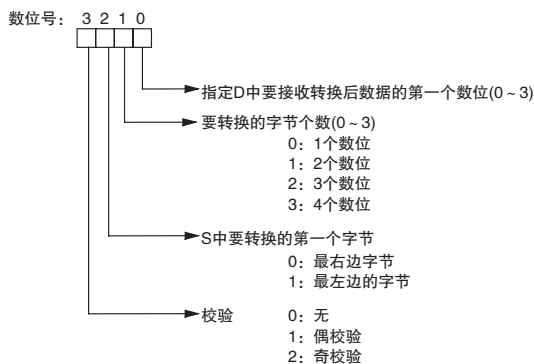 数位号： 3 2 1 0
指定D中要接收转换后数据的第一个数位(0~3)
要转换的字节个数(0~3)
0：1个数位
1：2个数位
2：3个数位
3：4个数位
S中要转换的第一个字节
0：最右边字节
1：最左边的字节
校验 0：无
1：偶校验
2：奇校验